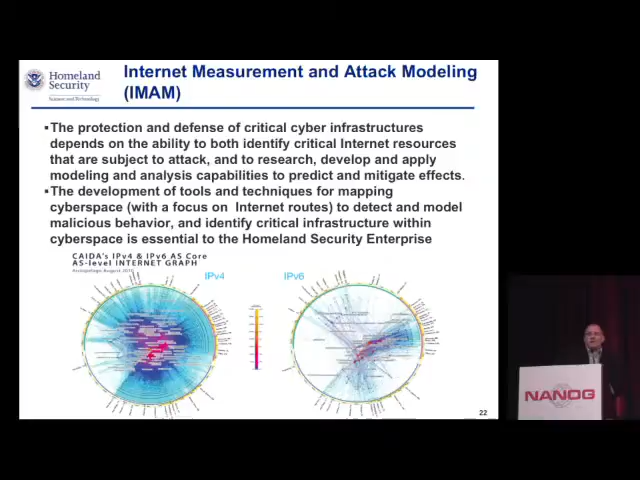 Homeland
Security
Science and Technology
Internet Measurement and Attack Modeling
(IMAM)
▪The protection and defense of critical cyber infrastructures
depends on the ability to both identify critical Internet resources
that are subject to attack, and to research, develop and apply
modeling and analysis capabilities to predict and mitigate effects.
▪The development of tools and techniques for mapping
cyberspace (with a focus on Internet routes) to detect and model
malicious behavior, and identify critical infrastructure within
cyberspace is essential to the Homeland Security Enterprise
CAIDA's IPv4 & IPv6 AS Core
AS-level INTERNET GRAPH
Archipelago August 2010
IPv4
IPv6
22
NANOG